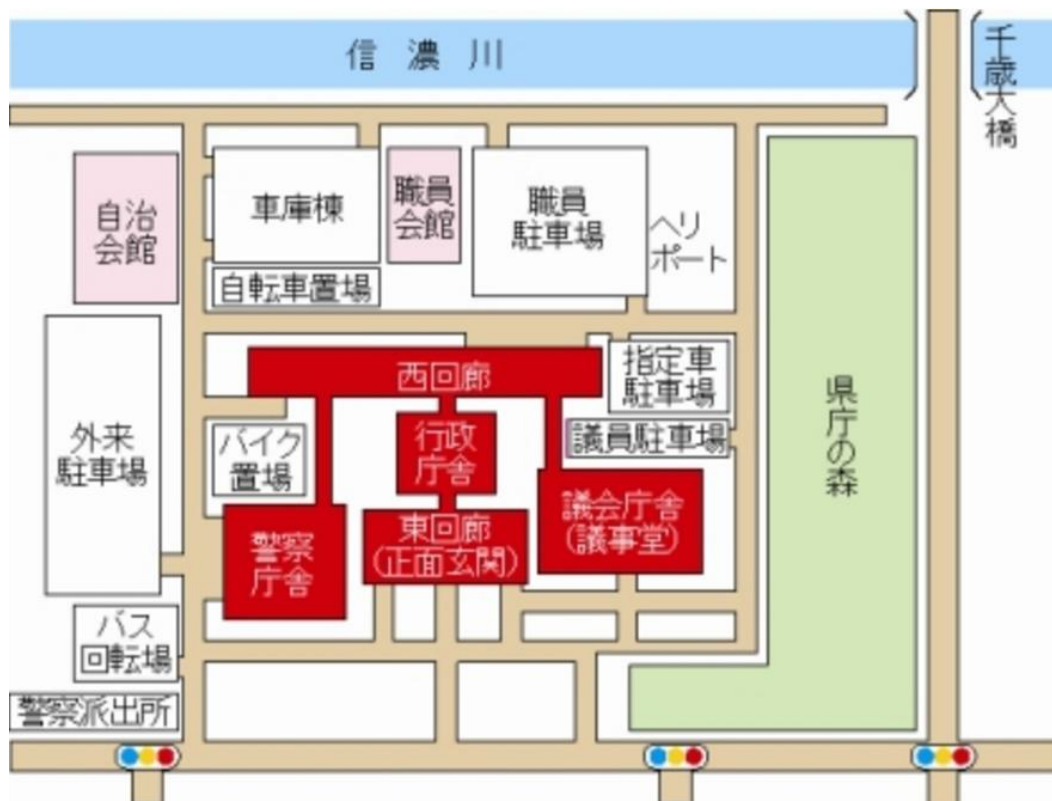 信濃川
千歳大橋
自治
会館
車庫棟
職員
会館
職員
駐車場
ヘリ
ポート
自転車置場
西回廊
指定車
駐車場
県庁の森
外来
駐車場
バイク
置場
行政
庁舎
議員駐車場
警察
庁舎
東回廊
(正面玄関)
議会庁舎
(議事堂)
バス
回転場
警察派出所